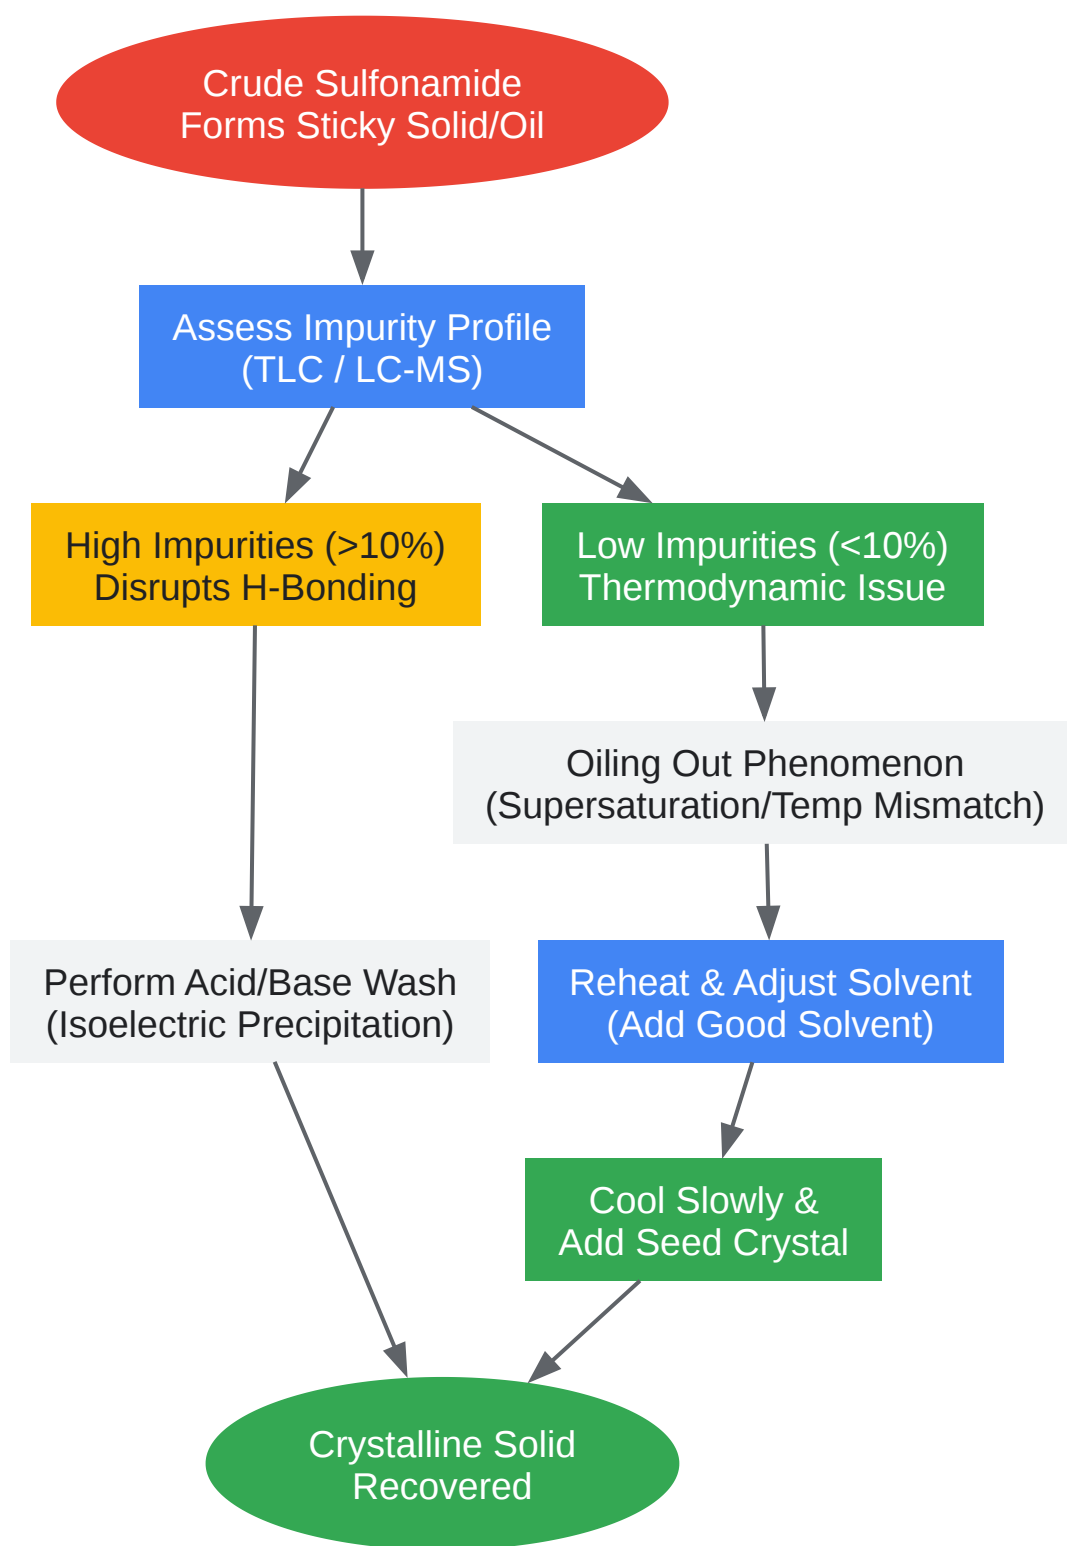 Crude Sulfonamide
Forms Sticky Solid/Oil
Assess Impurity Profile
(TLC / LC-MS)
High Impurities (>10%)
Disrupts H-Bonding
Low Impurities (<10%)
Thermodynamic Issue
Oiling Out Phenomenon
(Supersaturation/Temp Mismatch)
Perform Acid/Base Wash
(Isoelectric Precipitation)
Reheat & Adjust Solvent
(Add Good Solvent)
Cool Slowly &
Add Seed Crystal
Crystalline Solid
Recovered